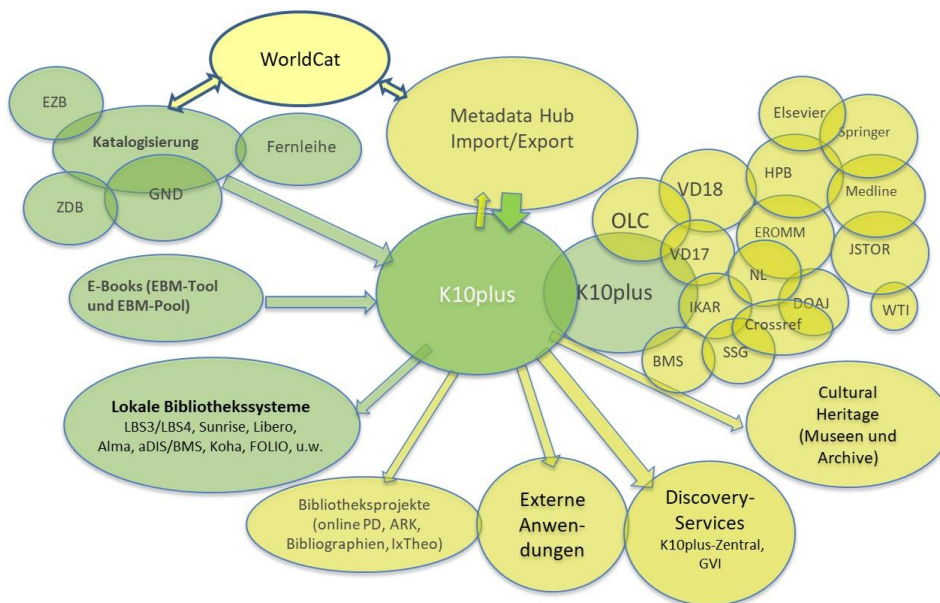 WorldCat
EZB
Katalogisierung
Fernleihe
ZDB
GND
Metadata Hub
Import/Export
Elsevier
Springer
HPB
Medline
VD18
OLC
EROMM
JSTOR
VD17
NL
DOAJ
WTI
IKAR
Crossref
BMS
SSG
K10plus
K10plus
E-Books (EBM-Tool
und EBM-Pool)
Lokale Bibliothekssysteme
LBS3/LBS4, Sunrise, Libero,
Alma, aDIS/BMS, Koha, FOLIO, u.w.
Bibliotheksprojekte
(online PD, ARK,
Bibliographien, IxTheo)
Externe
Anwen-
dungen
Discovery-
Services
K10plus-Zentral,
GVI
Cultural
Heritage
(Museen und
Archive)